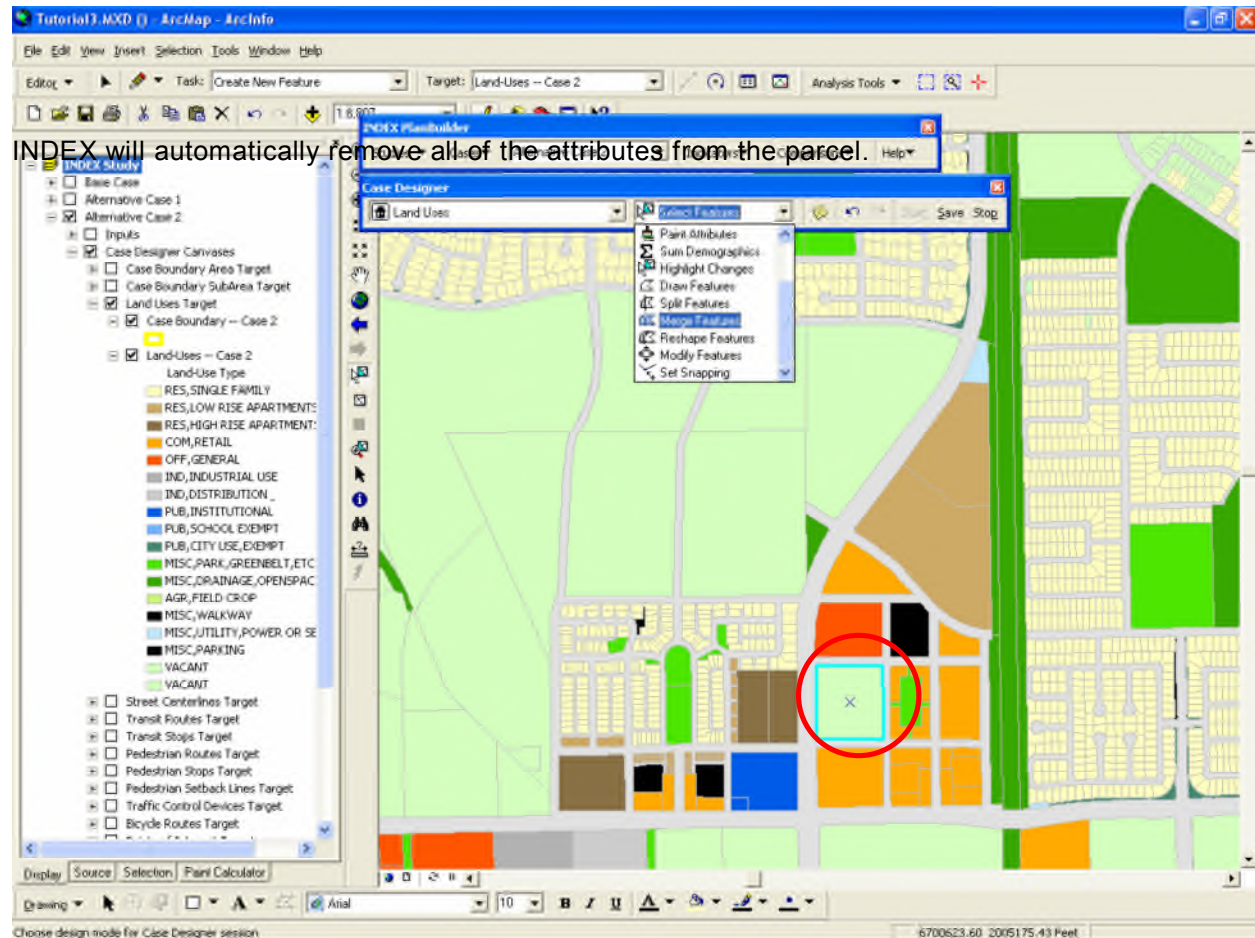 Tutorial3.MXD () - ArcMap - ArcInfo
File Edit View Insert Selection Tools Window Help
Editor Task: Create New Feature Target: Land-Uses -- Case 2 Analysis Tools
INDEX PlanBuilder
INDEX will automatically remove all of the attributes from the parcel.
Help
Case Designer
Land Uses Select Features Save Stop
Paint Attributes
Sum Demographics
Highlight Changes
Draw Features
Split Features
Merge Features
Reshape Features
Modify Features
Set Snapping
INDEX Study
Base Case
Alternative Case 1
Alternative Case 2
Inputs
Case Designer Canvases
Case Boundary Area Target
Case Boundary SubArea Target
Land Uses Target
Case Boundary -- Case 2
Land-Uses -- Case 2
Land-Use Type
RES,SINGLE FAMILY
RES,LOW RISE APARTMENTS
RES,HIGH RISE APARTMENT
COM,RETAIL
OFF,GENERAL
IND,INDUSTRIAL USE
IND,DISTRIBUTION _
PUB,INSTITUTIONAL
PUB,SCHOOL EXEMPT
PUB,CITY USE,EXEMPT
MISC,PARK,GREENBELT,ETC
MISC,DRAINAGE,OPENSPAC
AGR,FIELD CROP
MISC,WALKWAY
MISC,UTILITY,POWER OR SE
MISC,PARKING
VACANT
VACANT
Street Centerlines Target
Transit Routes Target
Transit Stops Target
Pedestrian Routes Target
Pedestrian Stops Target
Pedestrian Setback Lines Target
Traffic Control Devices Target
Bicycle Routes Target
Display Source Selection Paint Calculator
Drawing A Arial 10 B I U A
Choose design mode for Case Designer session 6700623.60 2005175.43 Feet